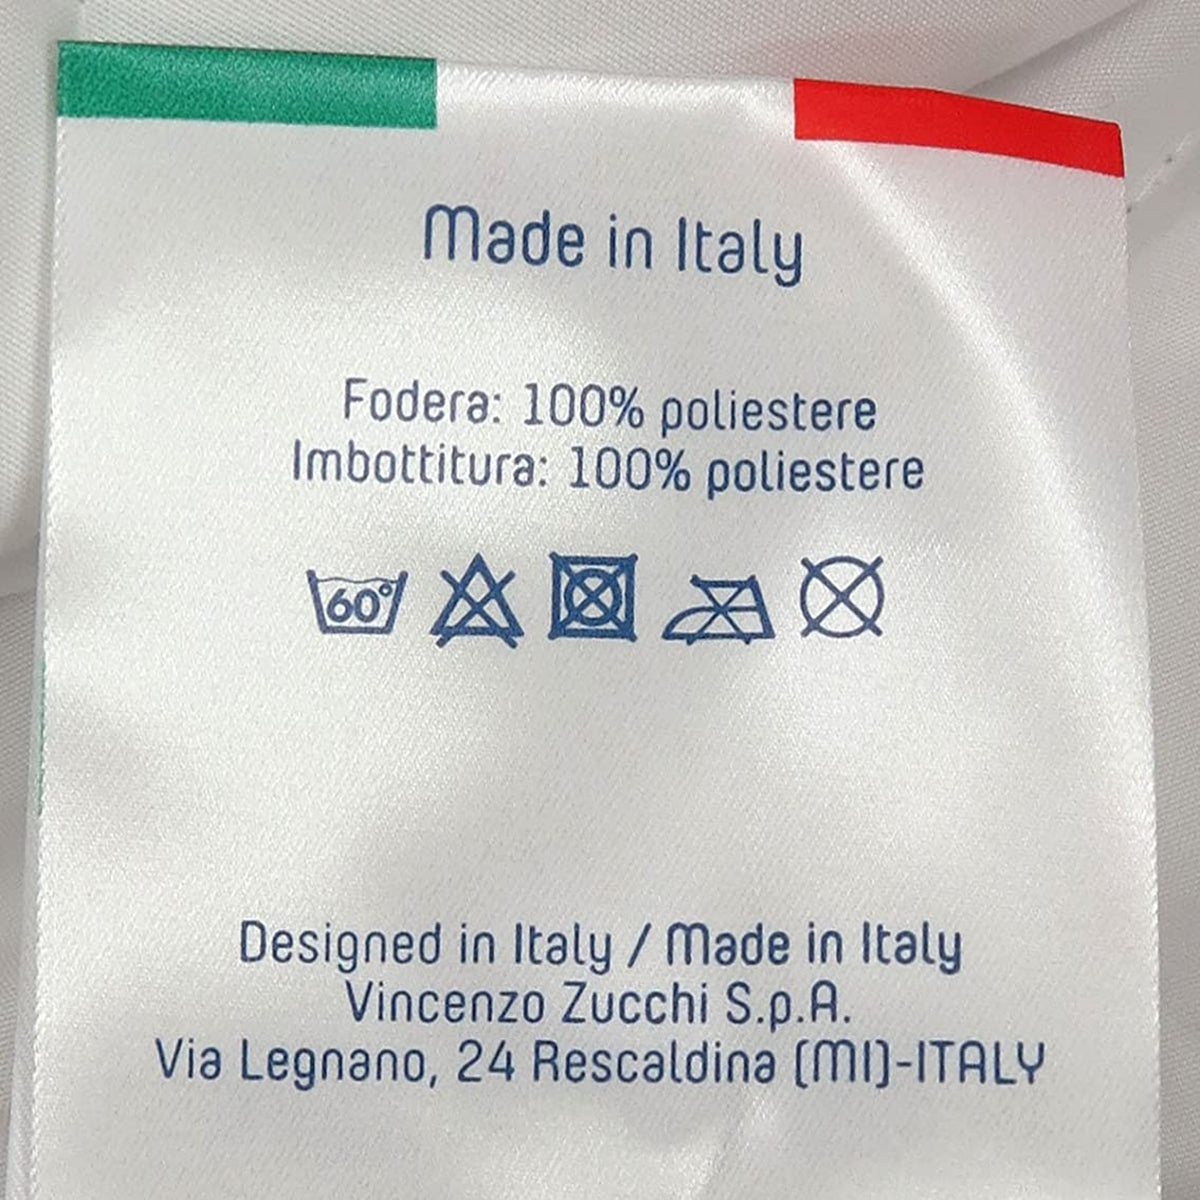 Made in Italy
Fodera: 100% poliestere
Imbottitura: 100% poliestere
60°
Designed in Italy / Made in Italy
Vincenzo Zucchi S.p.A.
Via Legnano, 24 Rescaldina (MI)-ITALY